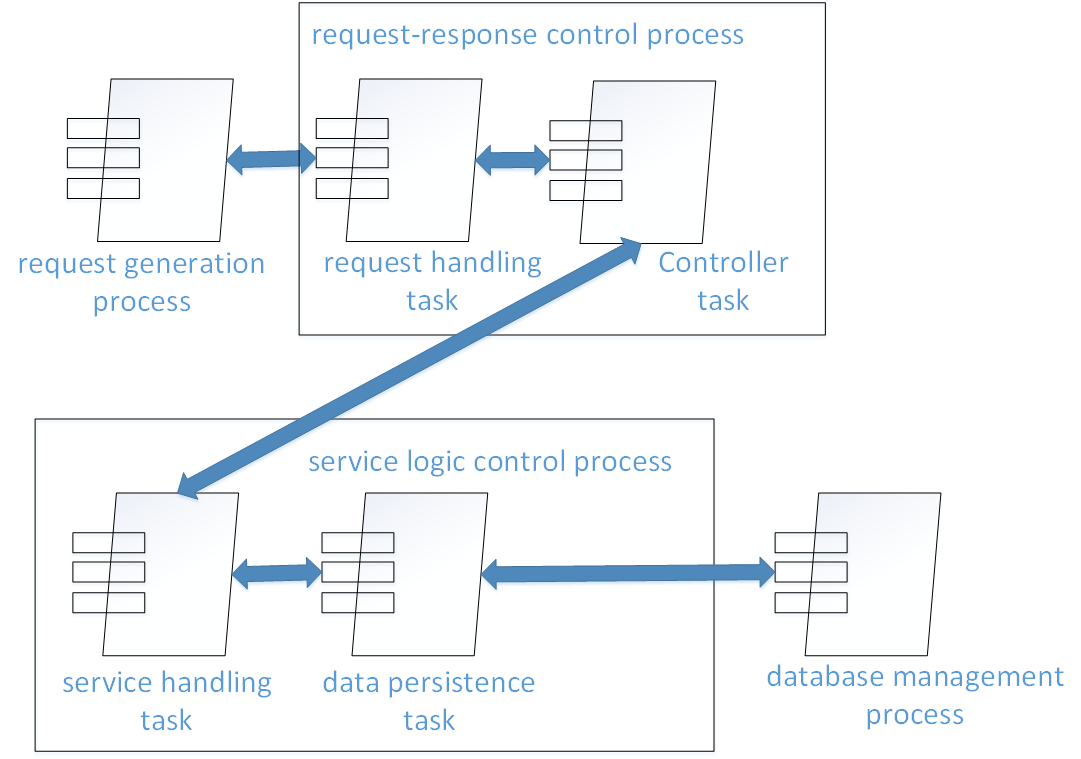 request-response control process
request generation
process
request handling
task
Controller
task
service logic control process
service handling
task
data persistence
task
database management
process